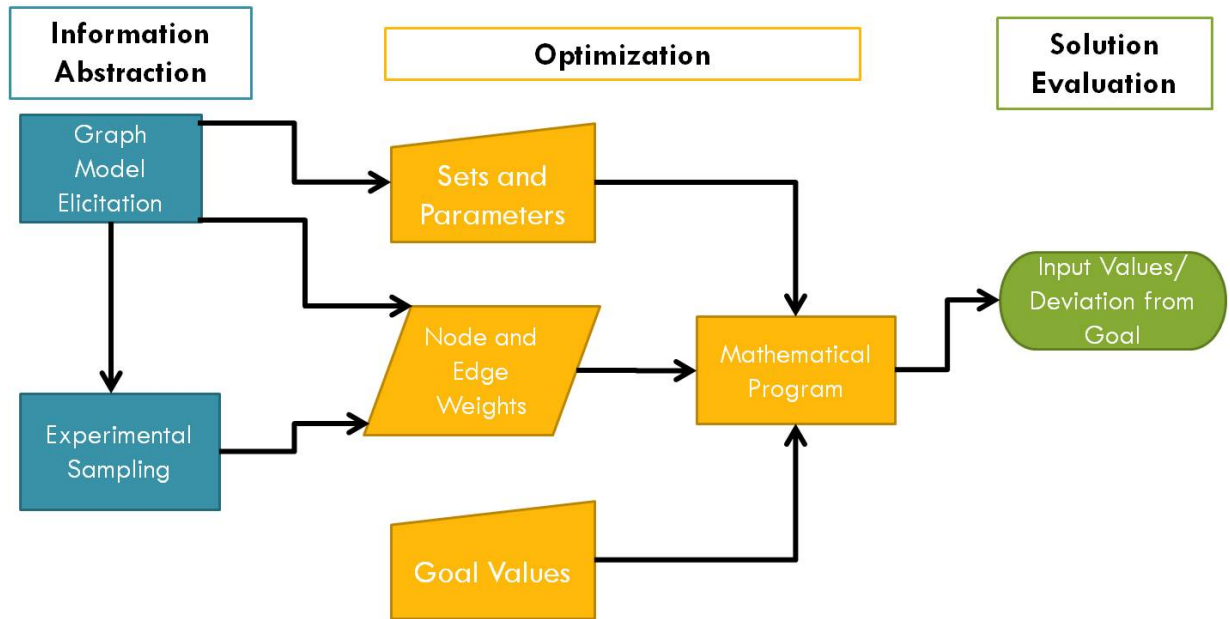 Information
Abstraction
Optimization
Solution
Evaluation
Graph
Model
Elicitation
Sets and
Parameters
Input Values/
Deviation from
Goal
Node and
Edge
Weights
Mathematical
Program
Experimental
Sampling
Goal Values